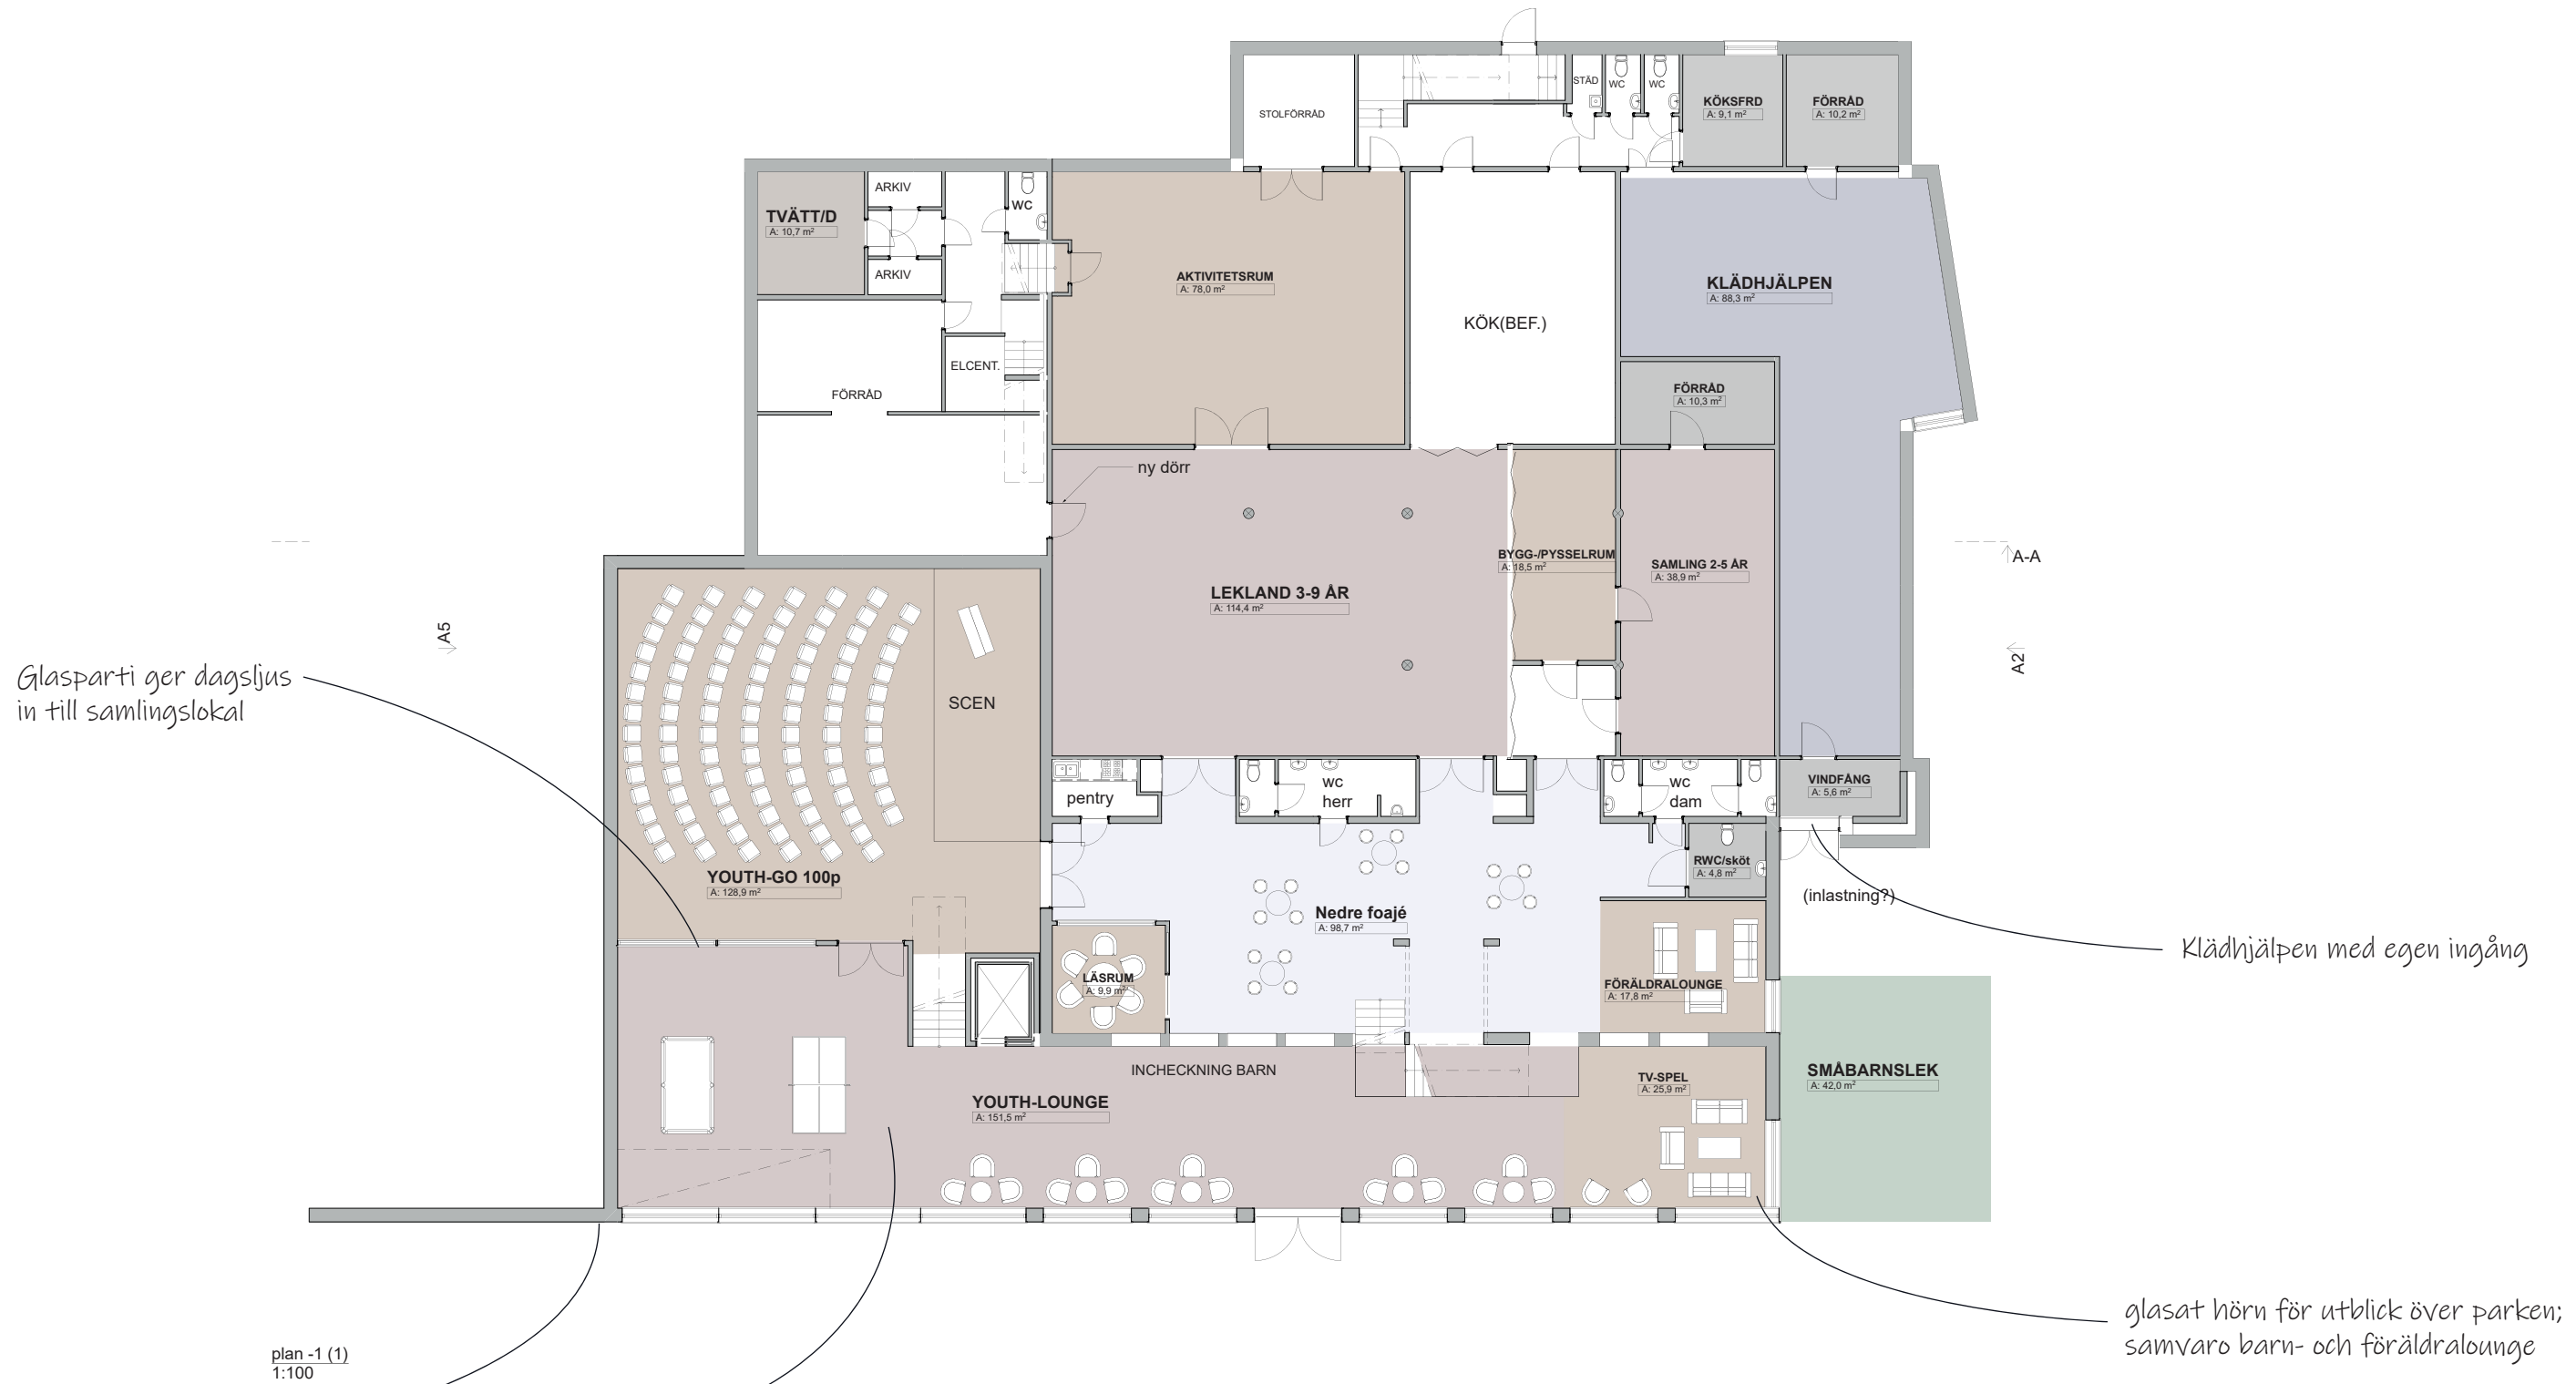 STOLFÖRRÅD
STÄD
WC
WC
KÖKSFRD
A: 9,1 m²
FÖRRÅD
A: 10,2 m²
TVÄTT/D
A: 10,7 m²
ARKIV
ARKIV
WC
AKTIVITETSRUM
A: 78,0 m²
KÖK(BEF.)
KLÄDHJÄLPEN
A: 88,3 m²
ELCENT.
FÖRRÅD
FÖRRÅD
A: 10,3 m²
ny dörr
BYGG-/PYSSELRUM
A: 18,5 m²
SAMLING 2-5 ÅR
A: 38,9 m²
LEKLAND 3-9 ÅR
A: 114,4 m²
A-A
A5
A2
Glasparti ger dagsljus
in till samlingslokal
SCEN
pentry
WC
herr
WC
dam
VINDFÅNG
A: 5,6 m²
YOUTH-GO 100p
A: 128,9 m²
RWC/sköt
A: 4,8 m²
(inlastning?)
Nedre foajé
A: 98,7 m²
Klädhjälpen med egen ingång
LÄSRUM
A: 9,9 m²
FÖRÄLDRALOUNGE
A: 17,8 m²
INCHECKNING BARN
YOUTH-LOUNGE
A: 151,5 m²
TV-SPEL
A: 25,9 m²
SMÅBARNSLEK
A: 42,0 m²
glasat hörn för utblick över parken;
samvaro barn- och föräldralounge
plan -1 (1)
1:100